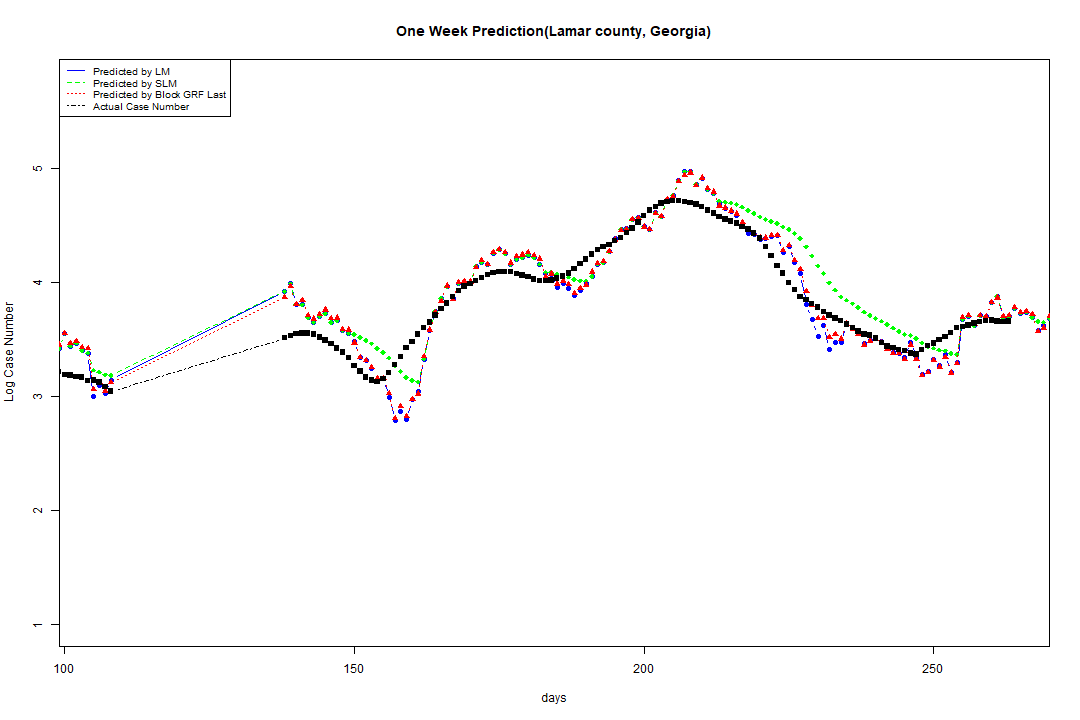 One Week Prediction(Lamar county, Georgia)
Predicted by LM
Predicted by SLM
Predicted by Block GRF Last
Actual Case Number
Log Case Number
5
4
3
2
1
100 150 200 250
days